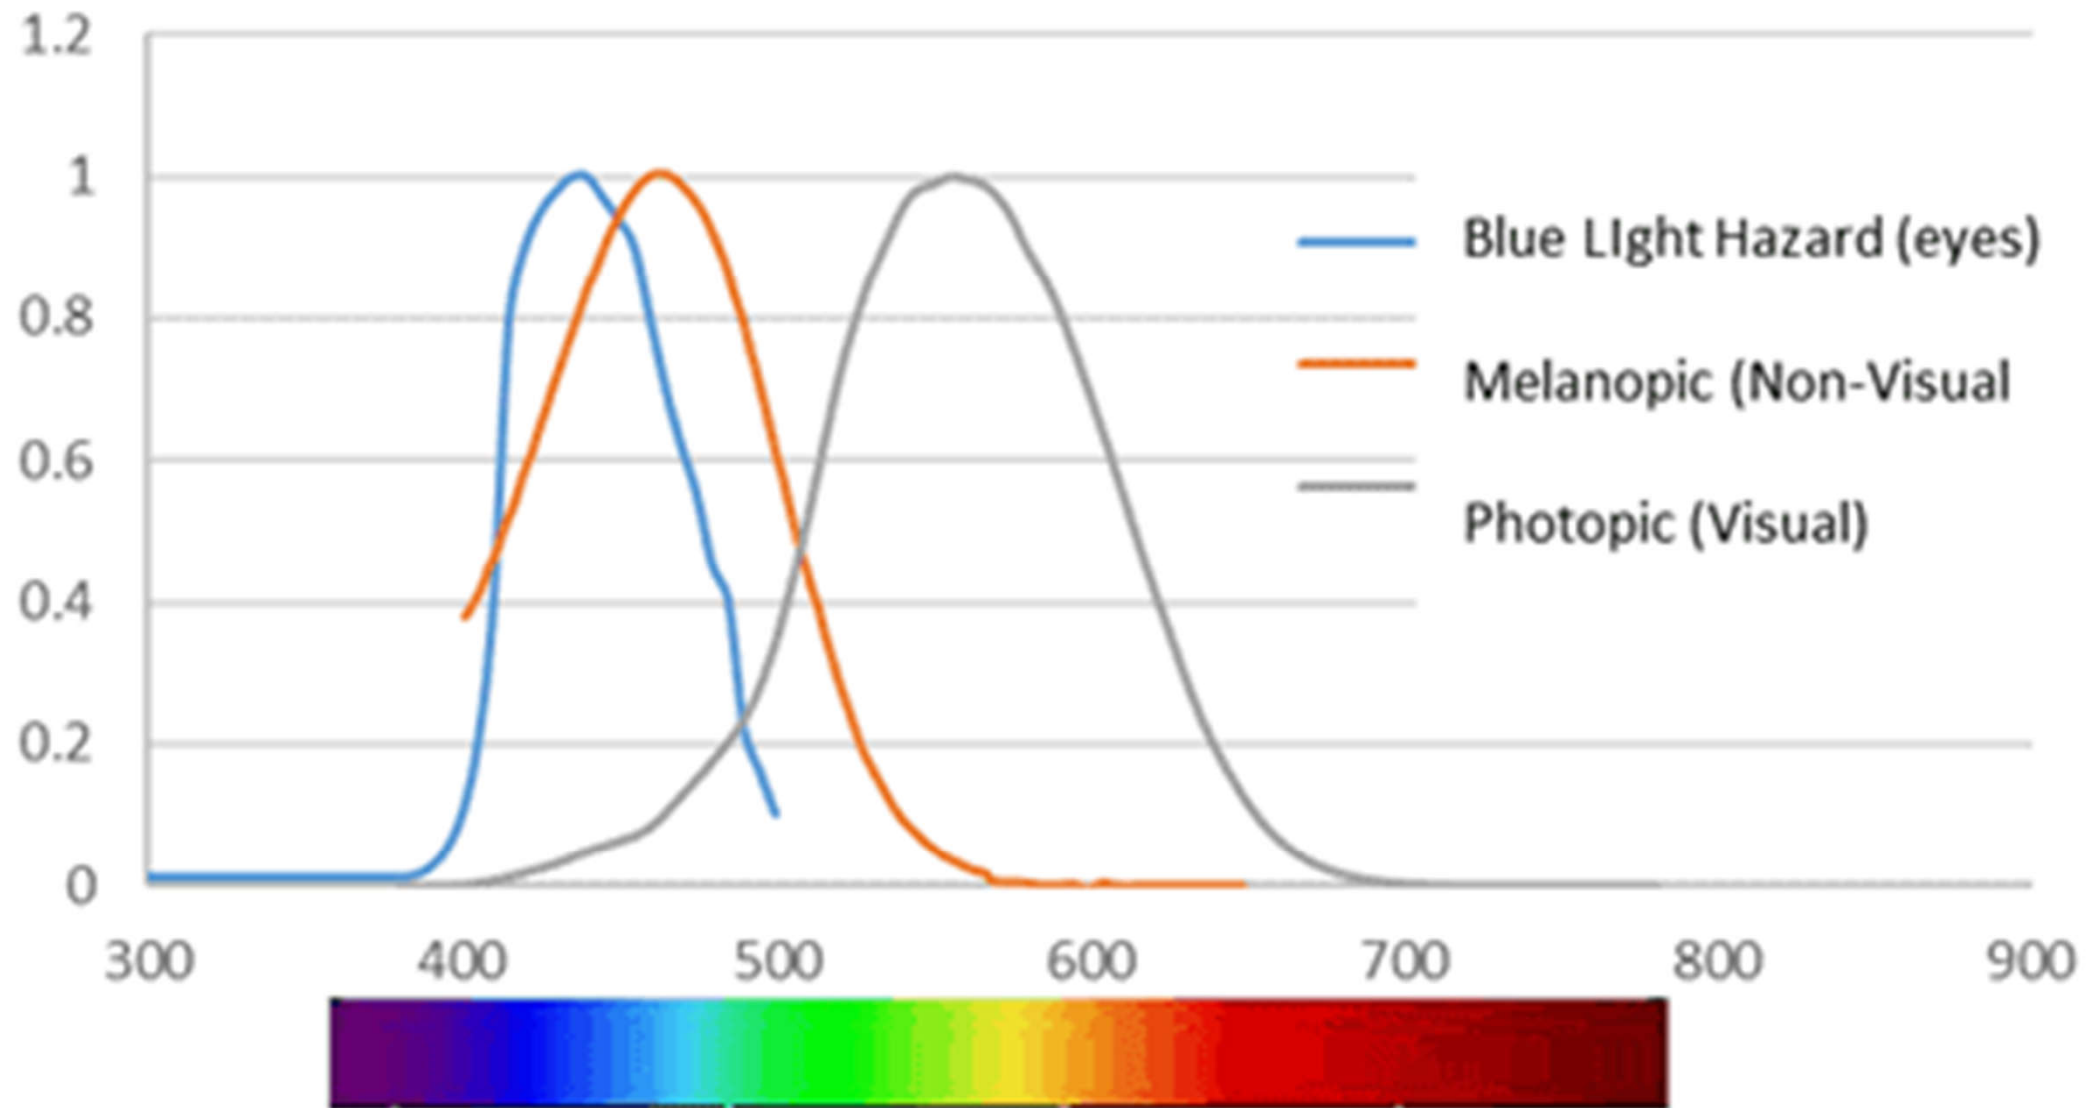 1.2
1
0.8
0.6
0.4
0.2
0
300 400 500 600 700 800 900
Blue LIght Hazard (eyes)
Melanopic (Non-Visual
Photopic (Visual)